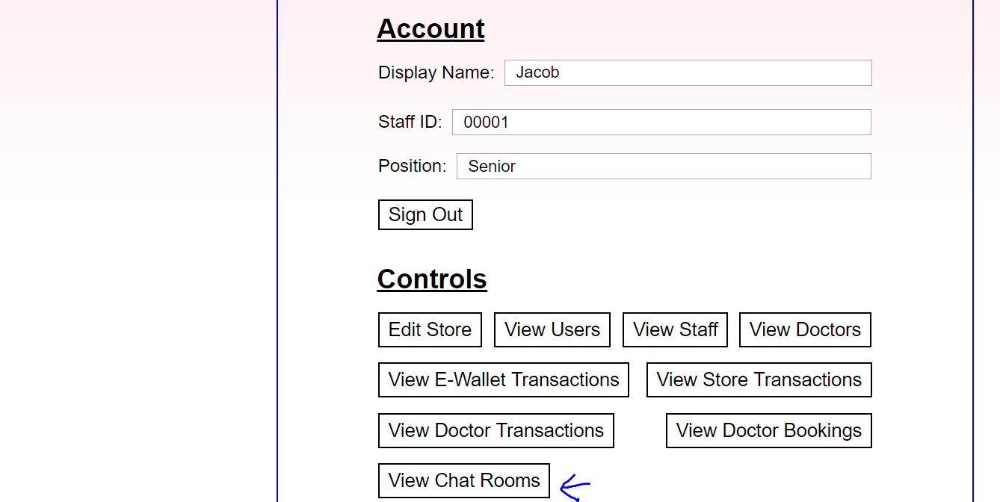 Account
Display Name: Jacob
Staff ID: 00001
Position: Senior
Sign Out
Controls
Edit Store View Users View Staff View Doctors
View E-Wallet Transactions View Store Transactions
View Doctor Transactions View Doctor Bookings
View Chat Rooms